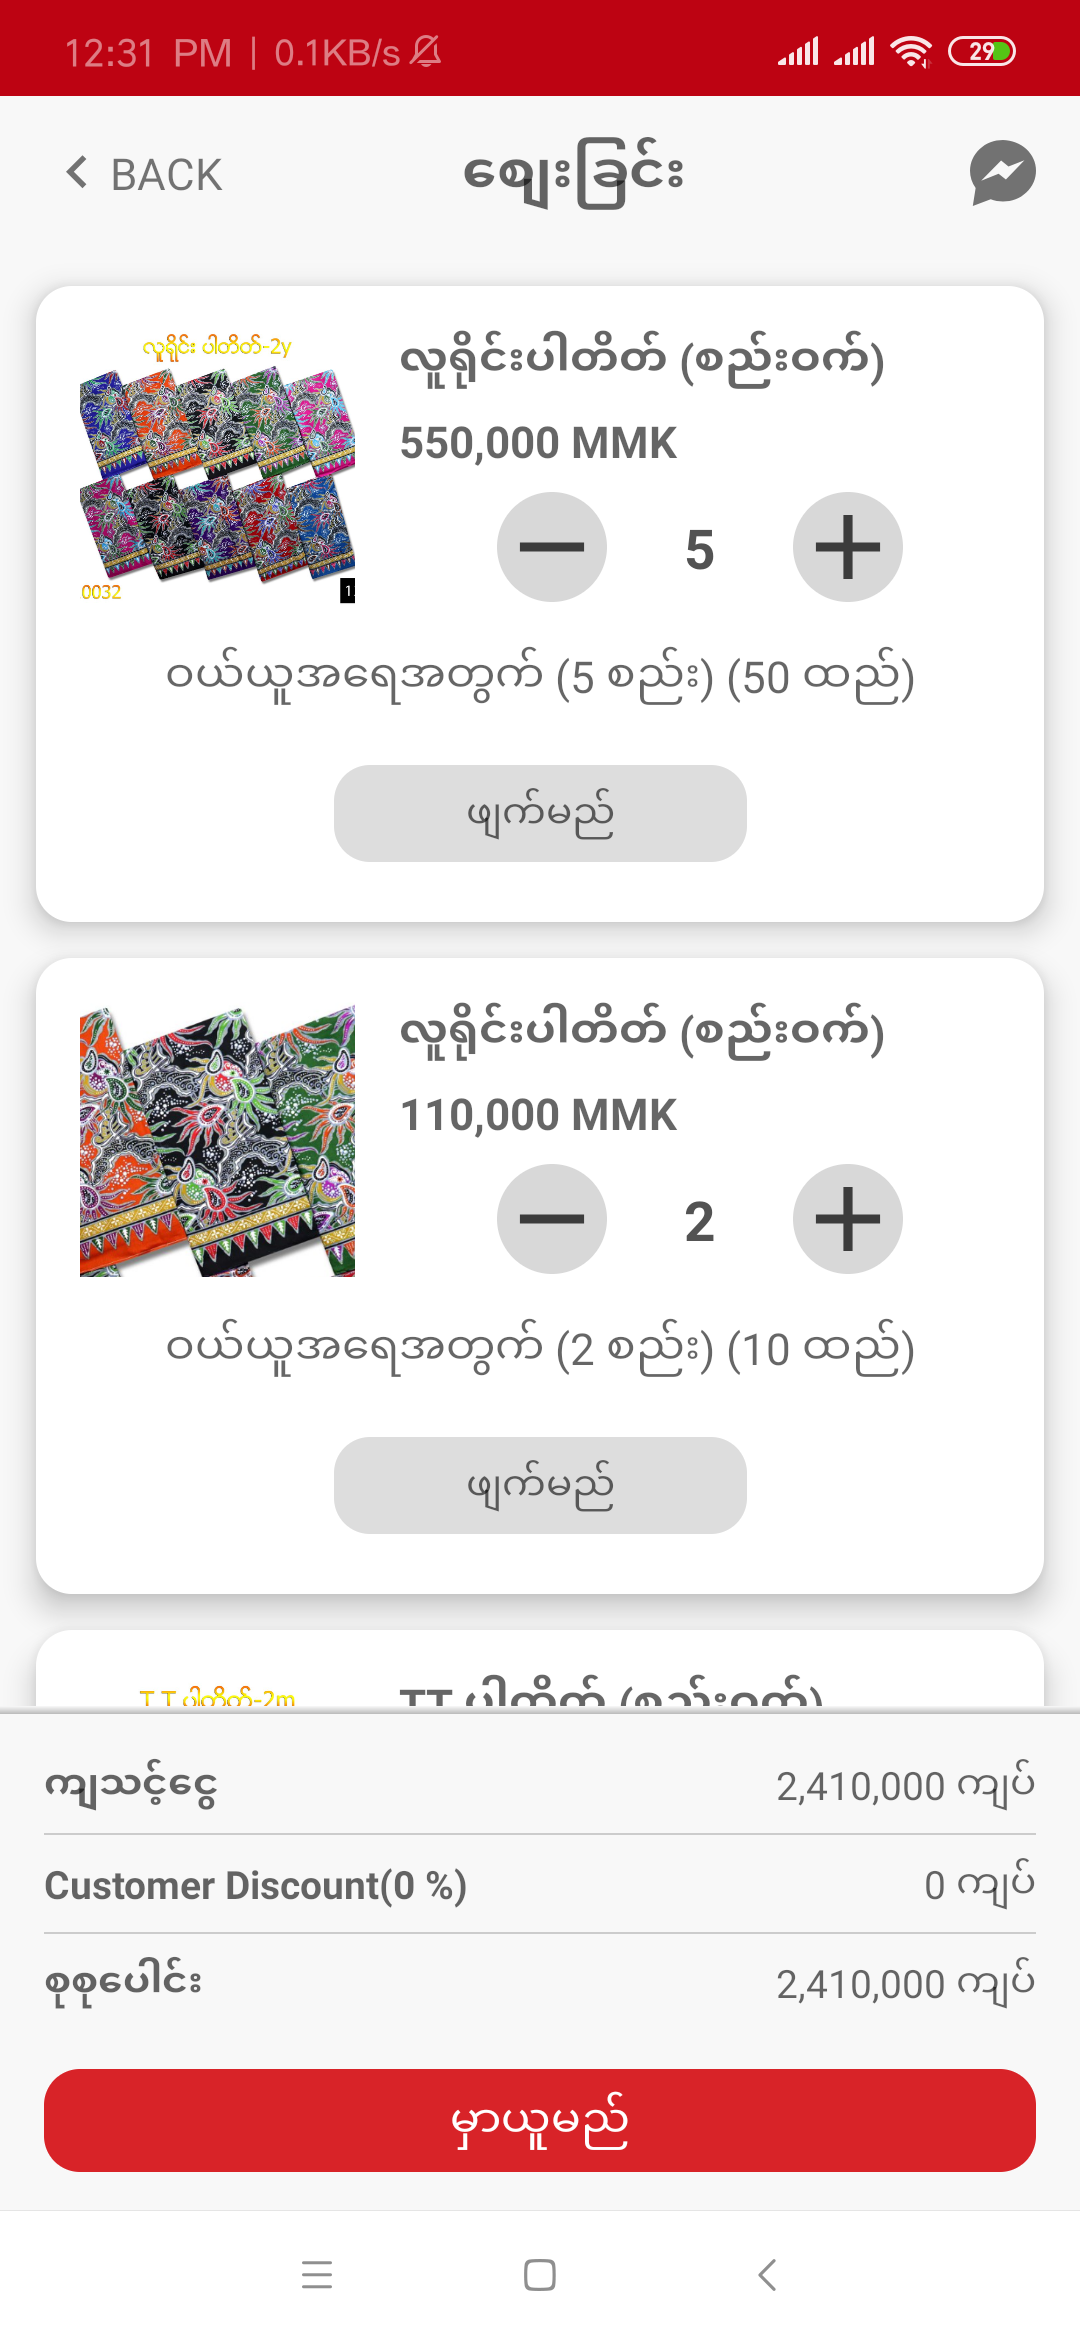 12:31 PM | 0.1KB/s
29
BACK
ဈေးခြင်း
လူရိုင်း ပါတိတ်-2y
0032
1
လူရိုင်းပါတိတ် (စည်းဝက်)
550,000 MMK
5
ဝယ်ယူအရေအတွက် (5 စည်း) (50 ထည်)
ဖျက်မည်
လူရိုင်းပါတိတ် (စည်းဝက်)
110,000 MMK
2
ဝယ်ယူအရေအတွက် (2 စည်း) (10 ထည်)
ဖျက်မည်
T T ပါတိတ်-2m
TT ပါတိတ် (စည်းဝက်)
ကျသင့်ငွေ
2,410,000 ကျပ်
Customer Discount(0 %)
0 ကျပ်
စုစုပေါင်း
2,410,000 ကျပ်
မှာယူမည်